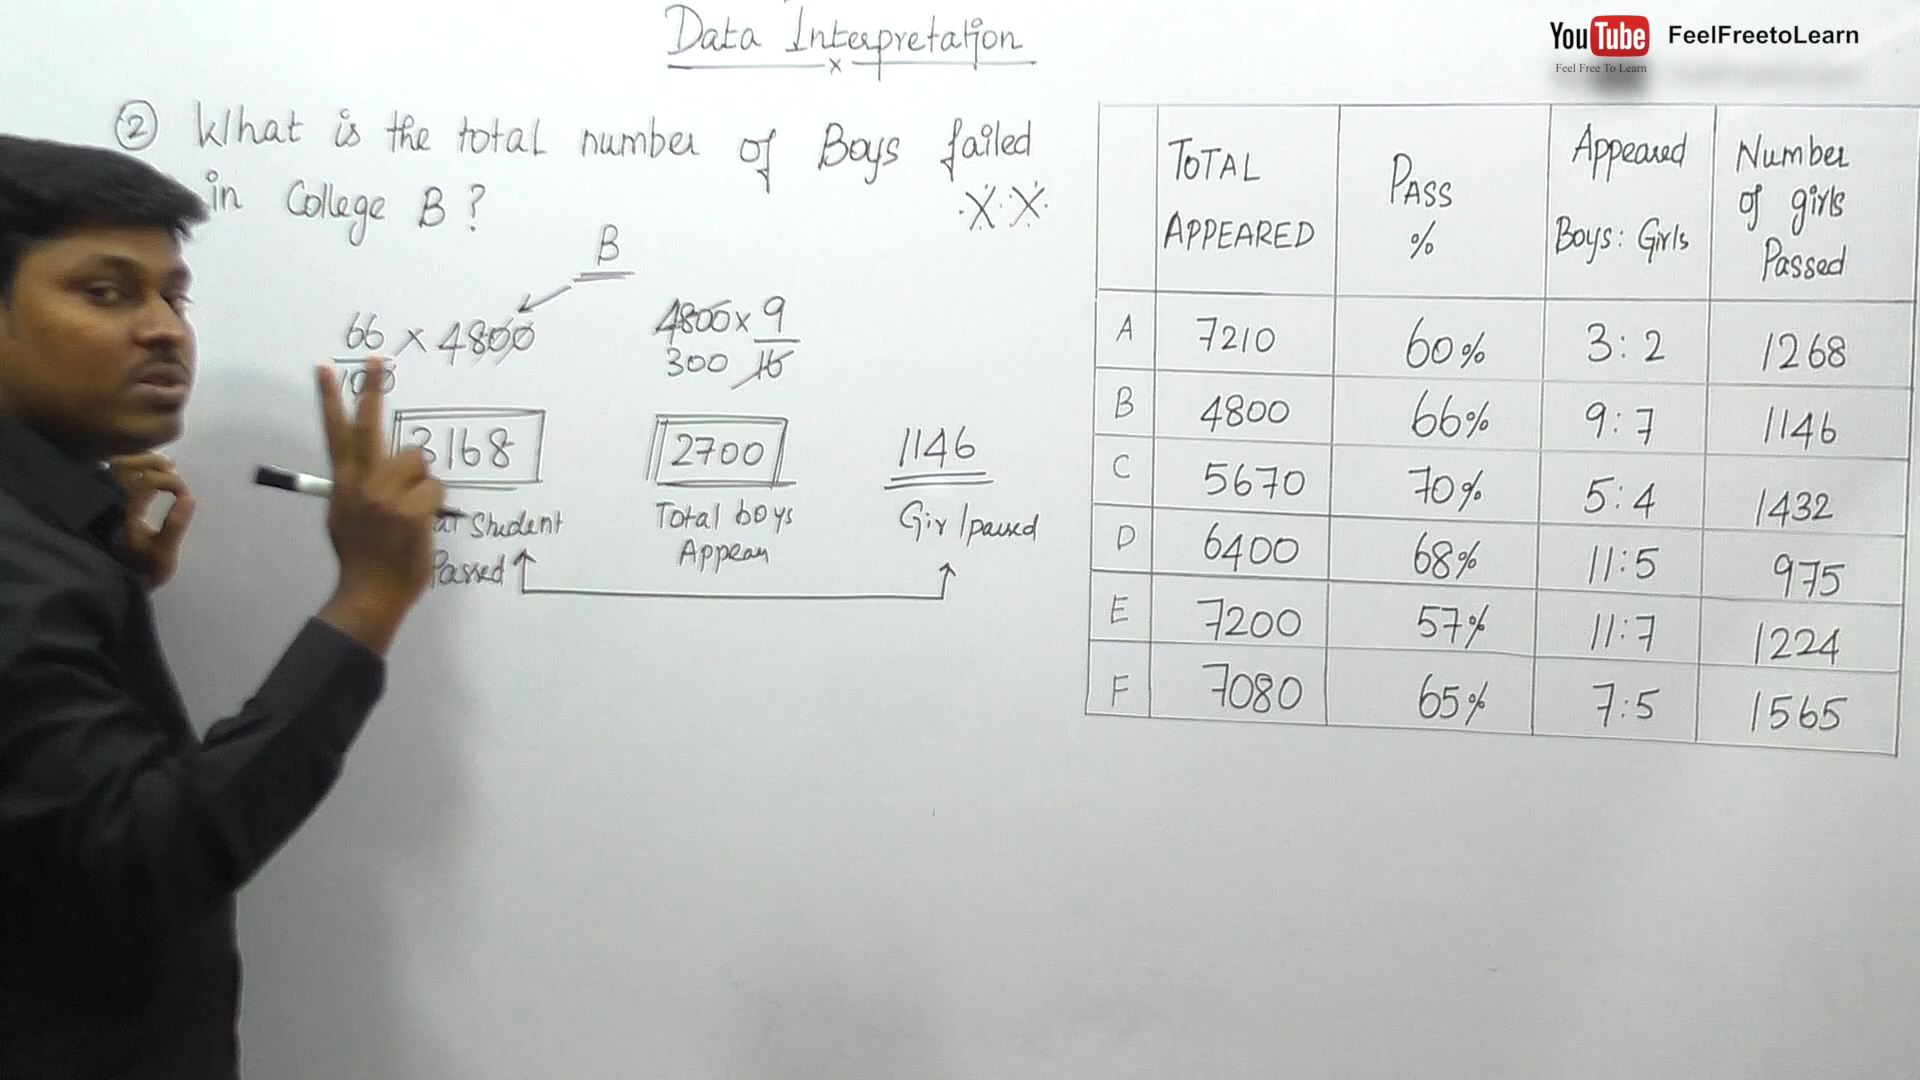 Data Interpretation
YouTube FeelFreetoLearn
Feel Free To Learn
② What is the total number of Boys failed
in College B?
B
66/100 × 4800
4800 × 9/16
300
3168
2700
1146
Student
Passed
Total boys
Appear
Girl passed
TOTAL APPEARED PASS % Appeared Boys: Girls Number of girls Passed
A 7210 60% 3:2 1268
B 4800 66% 9:7 1146
C 5670 70% 5:4 1432
D 6400 68% 11:5 975
E 7200 57% 11:7 1224
F 7080 65% 7:5 1565